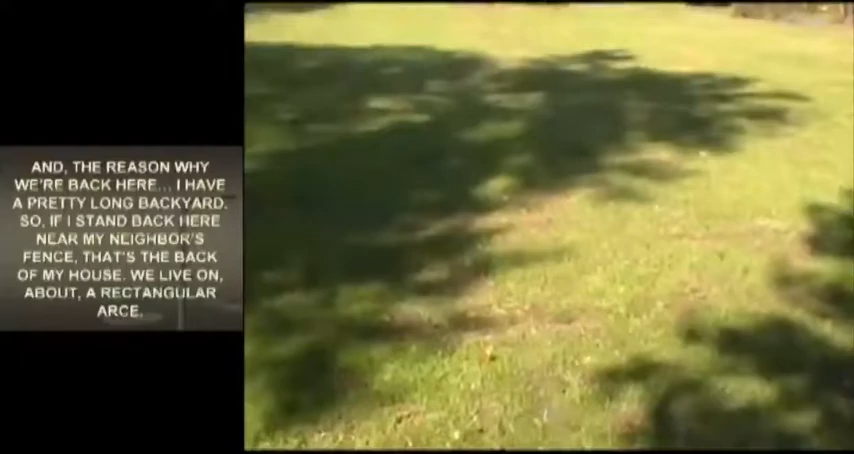 AND, THE REASON WHY
WE'RE BACK HERE... I HAVE
A PRETTY LONG BACKYARD.
SO, IF I STAND BACK HERE
NEAR MY NEIGHBOR'S
FENCE, THAT'S THE BACK
OF MY HOUSE. WE LIVE ON,
ABOUT, A RECTANGULAR
ARCE.